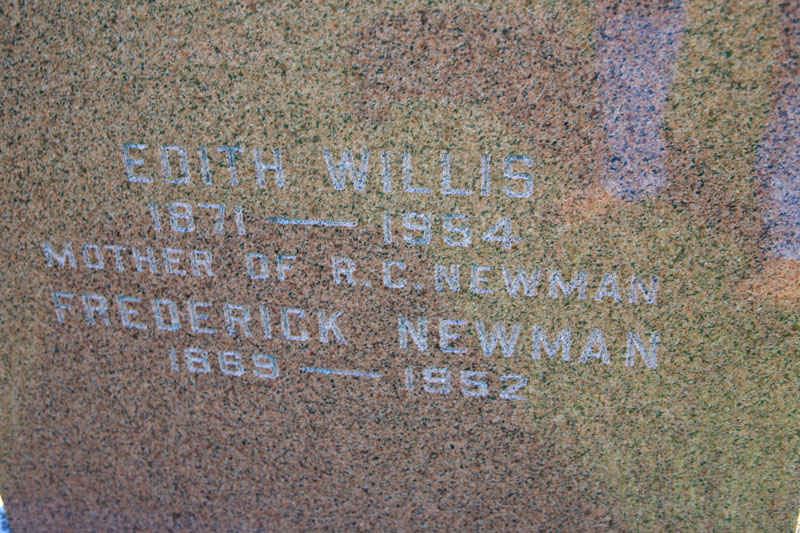 EDITH WILLIS
1871 — 1954
MOTHER OF R.C. NEWMAN
FREDERICK NEWMAN
1869 — 1952